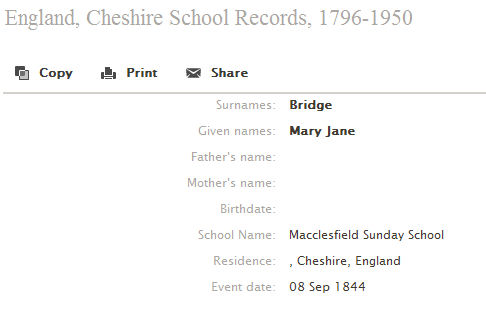 England, Cheshire School Records, 1796-1950
Copy Print Share
Surnames: Bridge
Given names: Mary Jane
Father's name:
Mother's name:
Birthdate:
School Name: Macclesfield Sunday School
Residence: , Cheshire, England
Event date: 08 Sep 1844